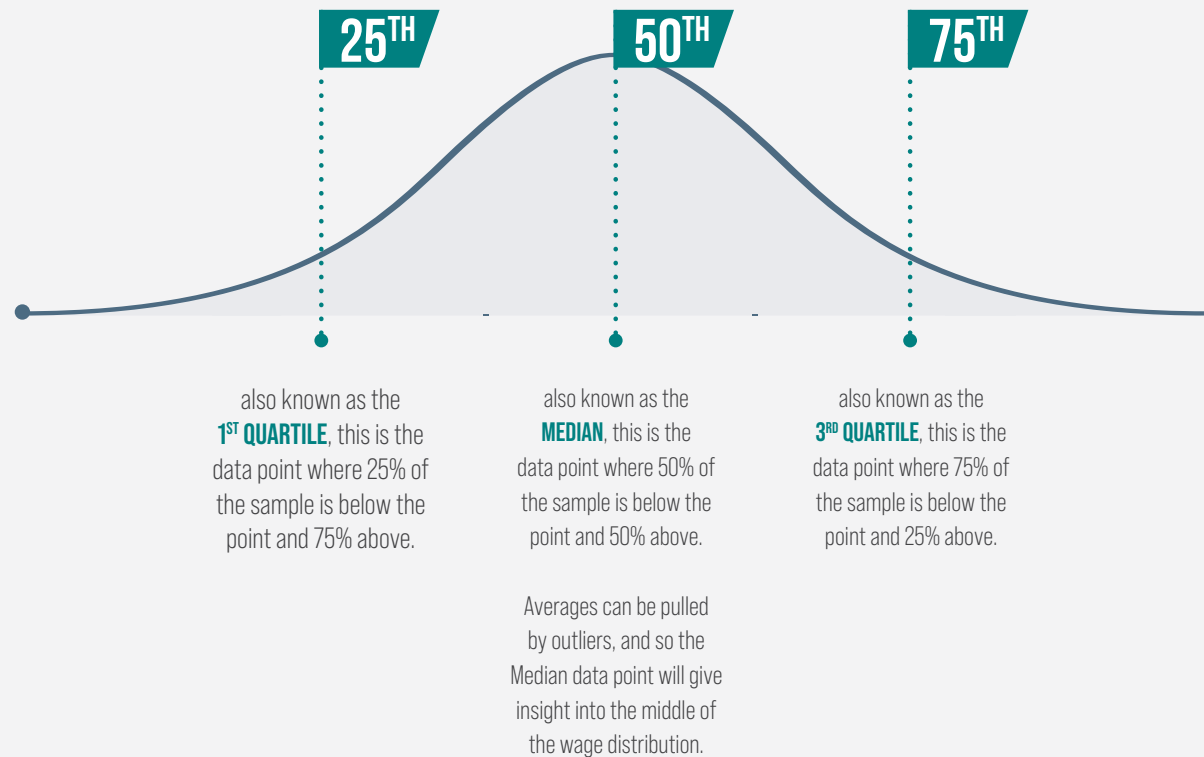 25TH
50TH
75TH
also known as the
1ST QUARTILE, this is the
data point where 25% of
the sample is below the
point and 75% above.
also known as the
MEDIAN, this is the
data point where 50% of
the sample is below the
point and 50% above.
Averages can be pulled
by outliers, and so the
Median data point will give
insight into the middle of
the wage distribution.
also known as the
3RD QUARTILE, this is the
data point where 75% of
the sample is below the
point and 25% above.